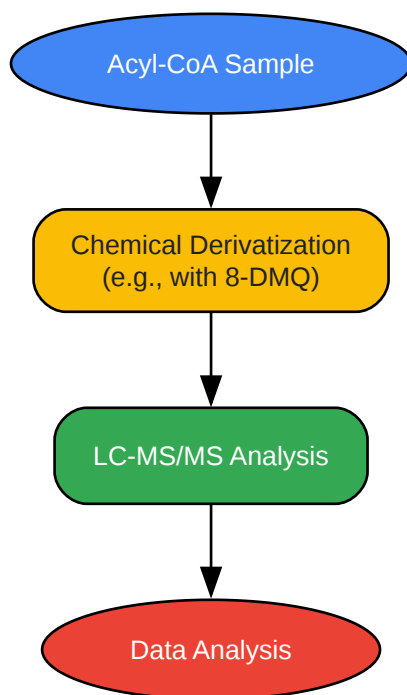 Acyl-CoA Sample
Chemical Derivatization
(e.g., with 8-DMQ)
LC-MS/MS Analysis
Data Analysis